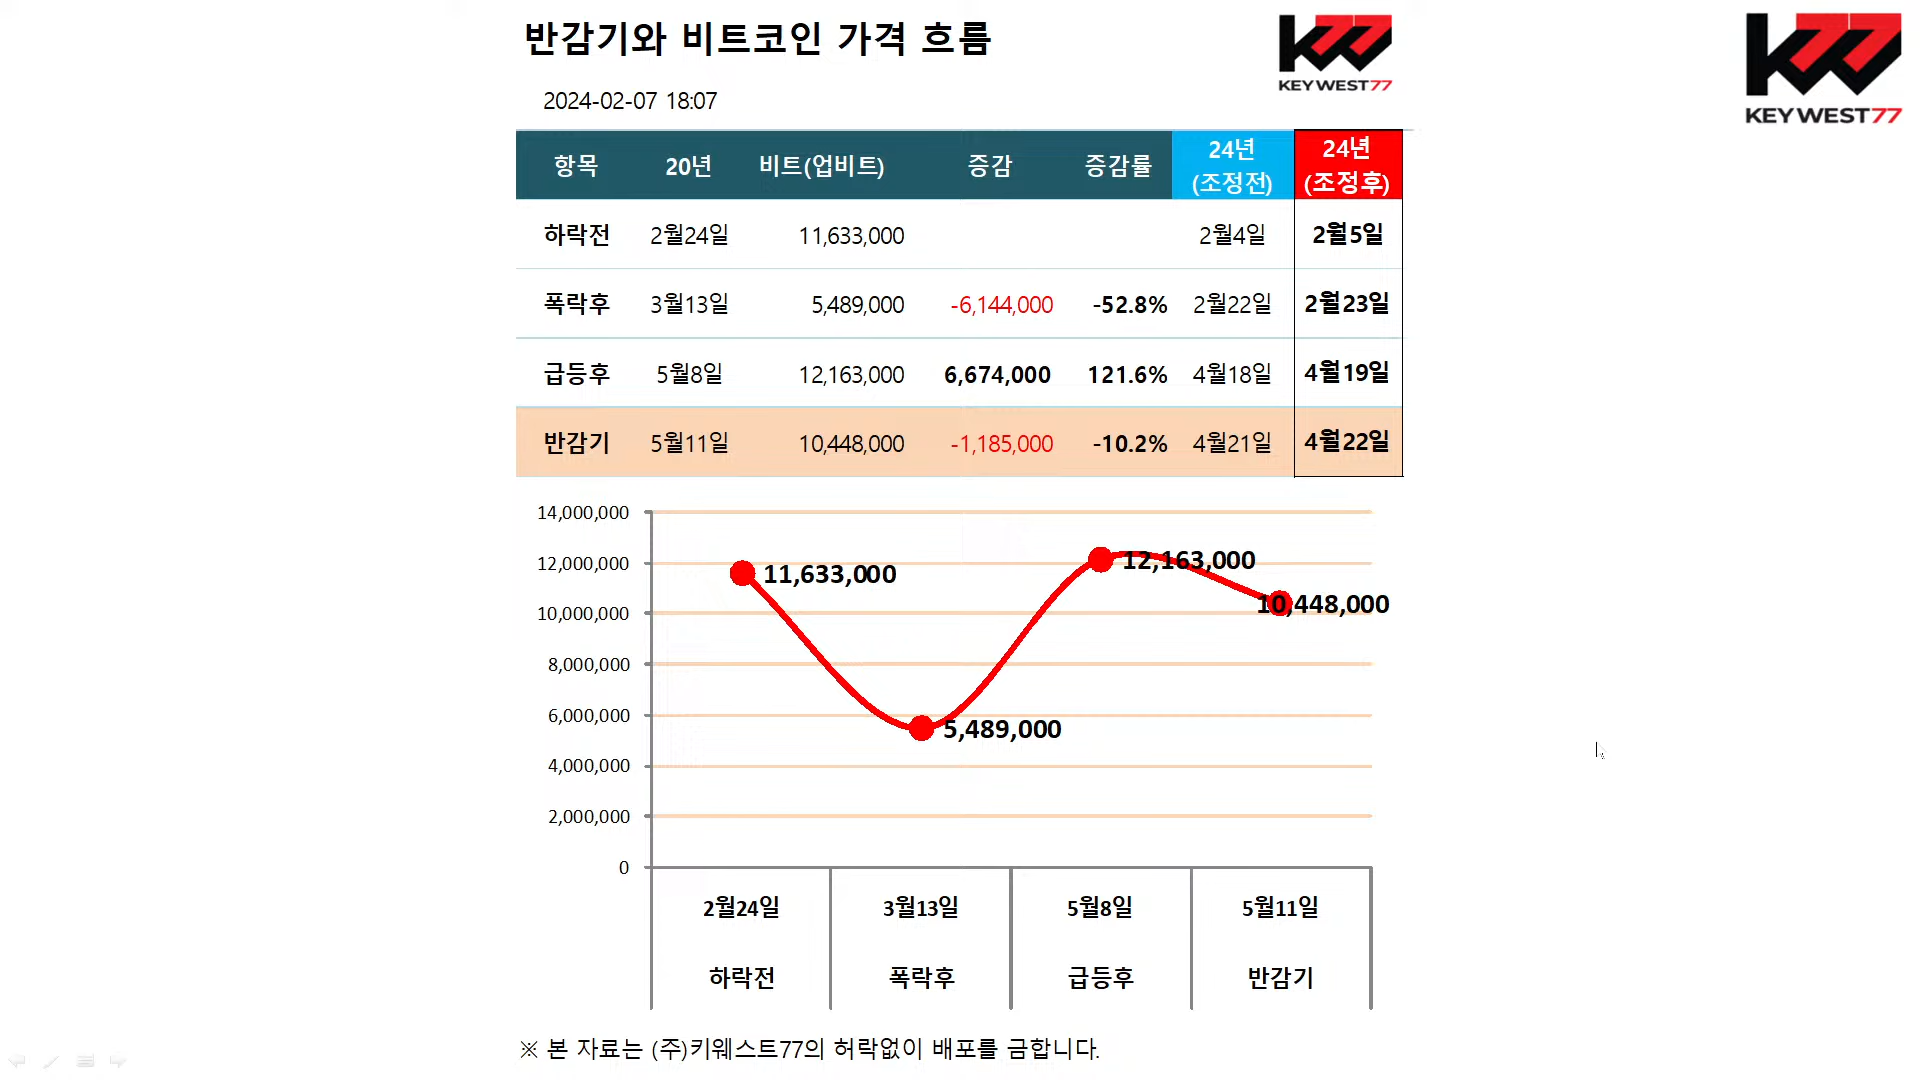 반감기와 비트코인 가격 흐름
K77
KEYWEST77
K77
KEYWEST77
2024-02-07 18:07
항목 20년 비트(업비트) 증감 증감률 24년 (조정전) 24년 (조정후)
하락전 2월24일 11,633,000 2월4일 2월5일
폭락후 3월13일 5,489,000 -6,144,000 -52.8% 2월22일 2월23일
급등후 5월8일 12,163,000 6,674,000 121.6% 4월18일 4월19일
반감기 5월11일 10,448,000 -1,185,000 -10.2% 4월21일 4월22일
14,000,000
12,000,000
10,000,000
8,000,000
6,000,000
4,000,000
2,000,000
0
11,633,000
5,489,000
12,163,000
10,448,000
2월24일 3월13일 5월8일 5월11일
하락전 폭락후 급등후 반감기
※ 본 자료는 (주)키웨스트77의 허락없이 배포를 금합니다.